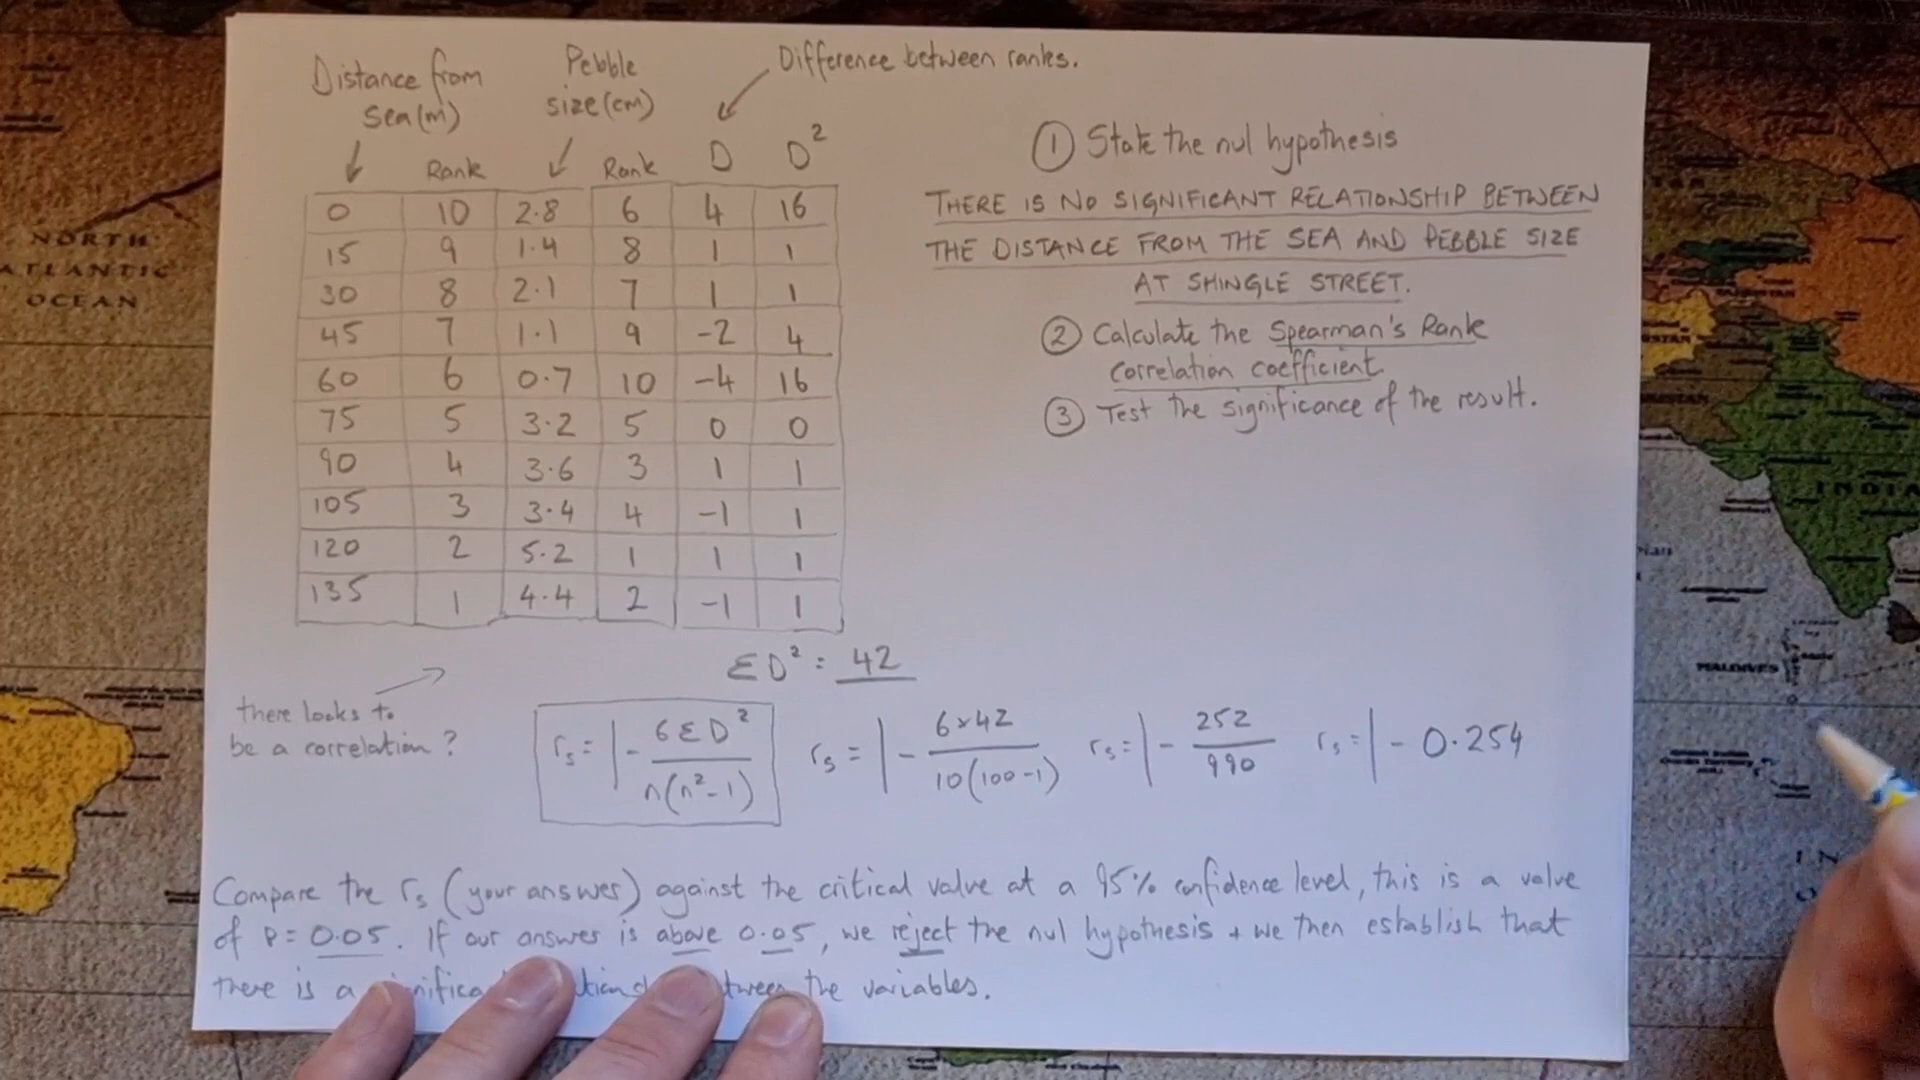 Distance from
Sea(m)
Pebble
size(cm)
Difference between ranks.
Rank
Rank
D
D²
0 10 2.8 6 4 16
15 9 1.4 8 1 1
30 8 2.1 7 1 1
45 7 1.1 9 -2 4
60 6 0.7 10 -4 16
75 5 3.2 5 0 0
90 4 3.6 3 1 1
105 3 3.4 4 -1 1
120 2 5.2 1 1 1
135 1 4.4 2 -1 1
ΣD² = 42
① State the nul hypothesis
THERE IS NO SIGNIFICANT RELATIONSHIP BETWEEN
THE DISTANCE FROM THE SEA AND PEBBLE SIZE
AT SHINGLE STREET.
② Calculate the Spearman's Rank
correlation coefficient.
③ Test the significance of the result.
there looks to
be a correlation?
rs = 1 - 6ΣD² / n(n²-1)
rs = 1 - 6×42 / 10(100-1)
rs = 1 - 252 / 990
rs = 1 - 0.254
Compare the rs (your answer) against the critical value at a 95% confidence level, this is a value
of P = 0.05. If our answer is above 0.05, we reject the nul hypothesis + we then establish that
there is a the variables.
NORTH
ATLANTIC
OCEAN
INDIA
MALDIVES